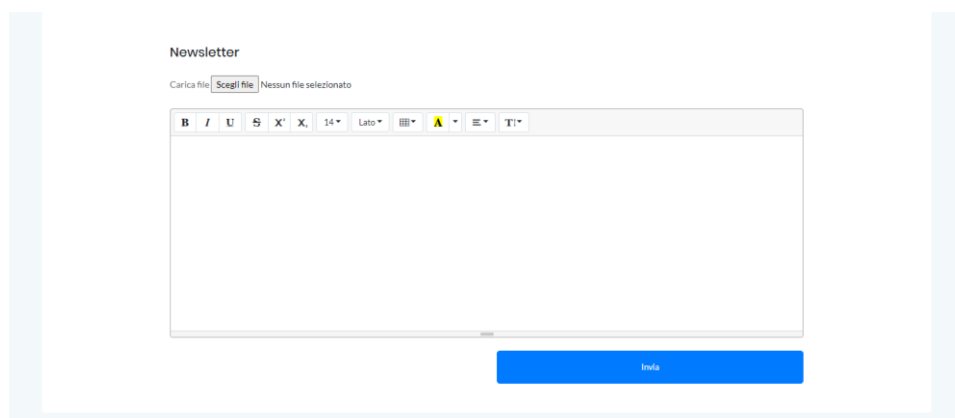 Newsletter
Carica file Scegli file Nessun file selezionato
B I U S X² X₂ 14 Lato A T
Invia